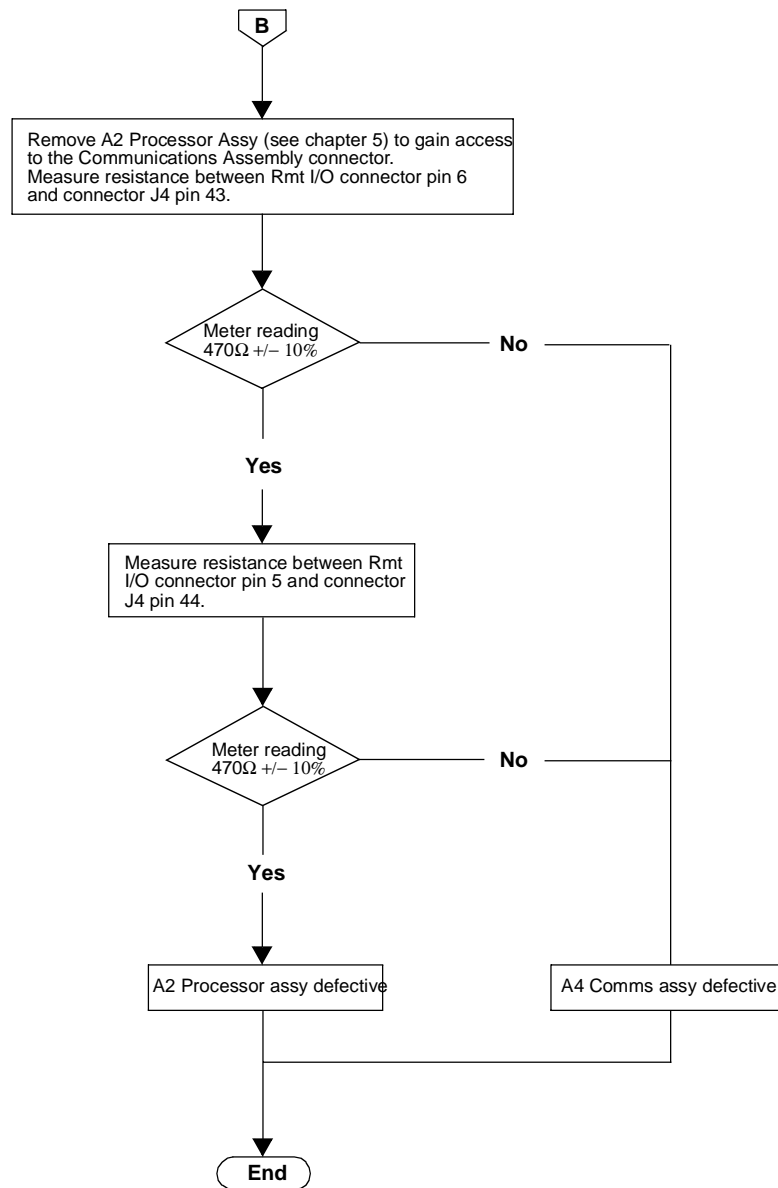 B
Remove A2 Processor Assy (see chapter 5) to gain access
to the Communications Assembly connector.
Measure resistance between Rmt I/O connector pin 6
and connector J4 pin 43.
Meter reading
470Ω +/− 10%
No
Yes
Measure resistance between Rmt
I/O connector pin 5 and connector
J4 pin 44.
Meter reading
470Ω +/− 10%
No
Yes
A2 Processor assy defective
A4 Comms assy defective
End